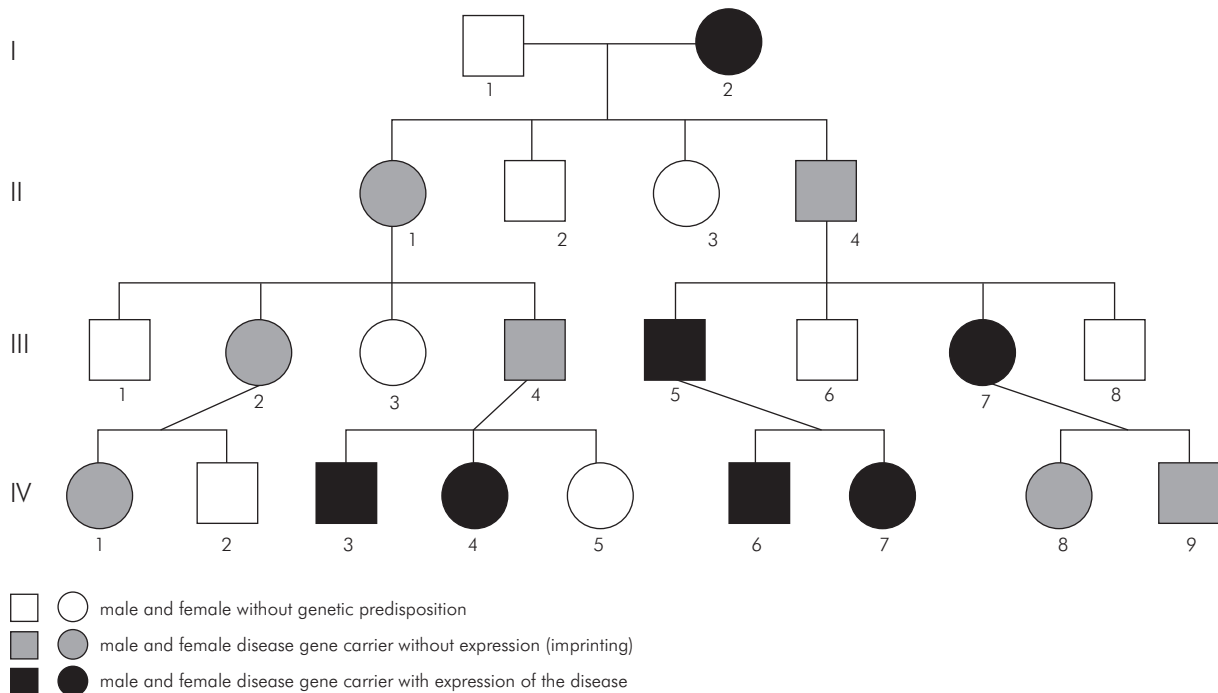 I
1 2
II
1 2 3 4
III
1 2 3 4 5 6 7 8
IV
1 2 3 4 5 6 7 8 9
male and female without genetic predisposition
male and female disease gene carrier without expression (imprinting)
male and female disease gene carrier with expression of the disease